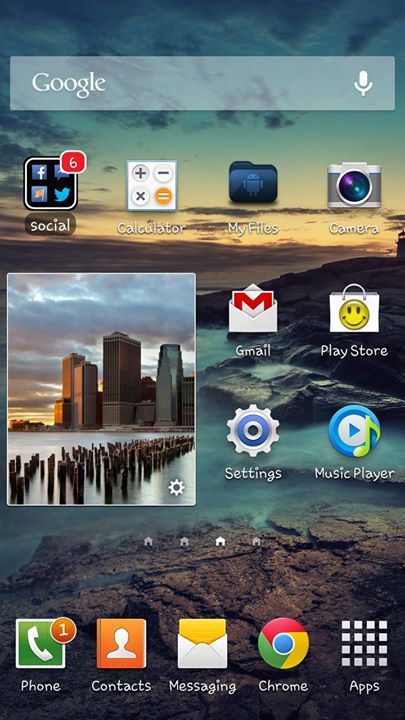 Google
6
social
Calculator
My Files
Camera
Gmail
Play Store
Settings
Music Player
1
Phone
Contacts
Messaging
Chrome
Apps